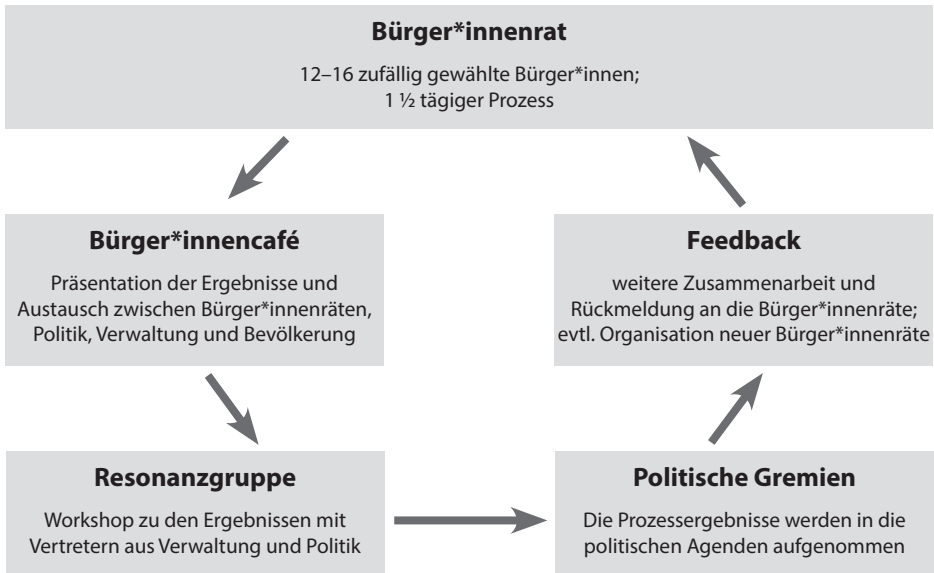 Bürger*innenrat
12–16 zufällig gewählte Bürger*innen;
1 ½ tägiger Prozess
Bürger*innencafé
Präsentation der Ergebnisse und
Austausch zwischen Bürger*innenräten,
Politik, Verwaltung und Bevölkerung
Feedback
weitere Zusammenarbeit und
Rückmeldung an die Bürger*innenräte;
evtl. Organisation neuer Bürger*innenräte
Resonanzgruppe
Workshop zu den Ergebnissen mit
Vertretern aus Verwaltung und Politik
Politische Gremien
Die Prozessergebnisse werden in die
politischen Agenden aufgenommen